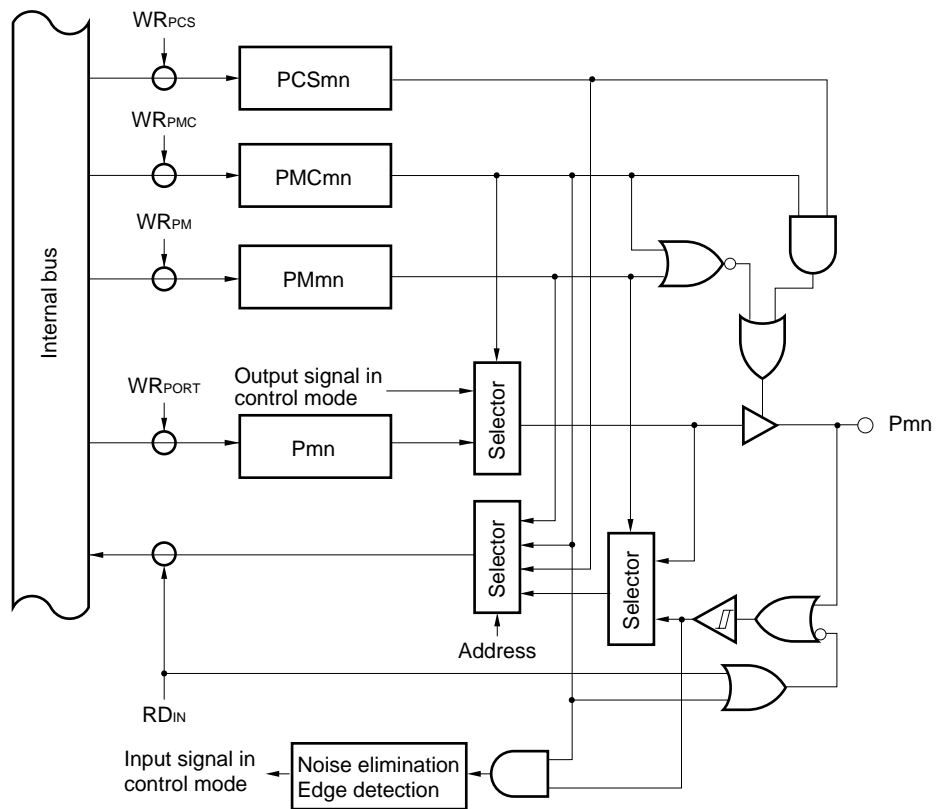 WRPCS
PCSmn
WRPMC
PMCmn
WRPM
PMmn
Internal bus
Output signal in
control mode
WRPORT
Pmn
Selector
Pmn
Selector
Selector
Address
RDIN
Input signal in
control mode
Noise elimination
Edge detection